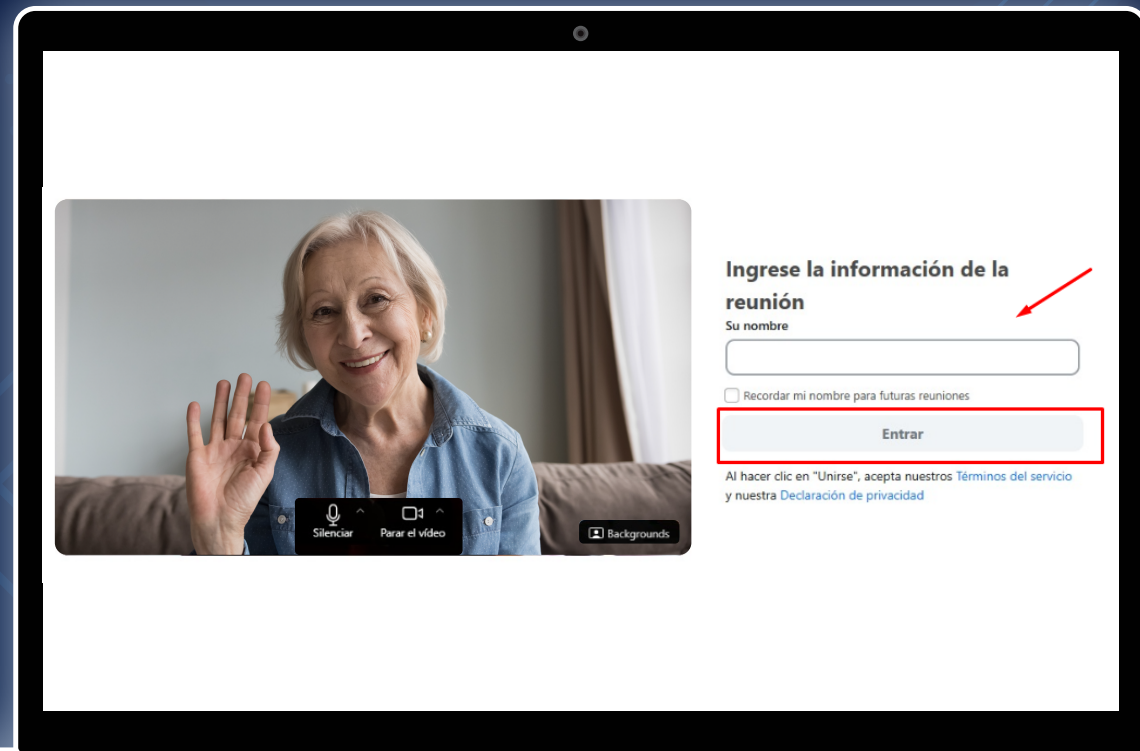 Silenciar
Parar el vídeo
Backgrounds
Ingrese la información de la
reunión
Su nombre
Recordar mi nombre para futuras reuniones
Entrar
Al hacer clic en "Unirse", acepta nuestros Términos del servicio
y nuestra Declaración de privacidad